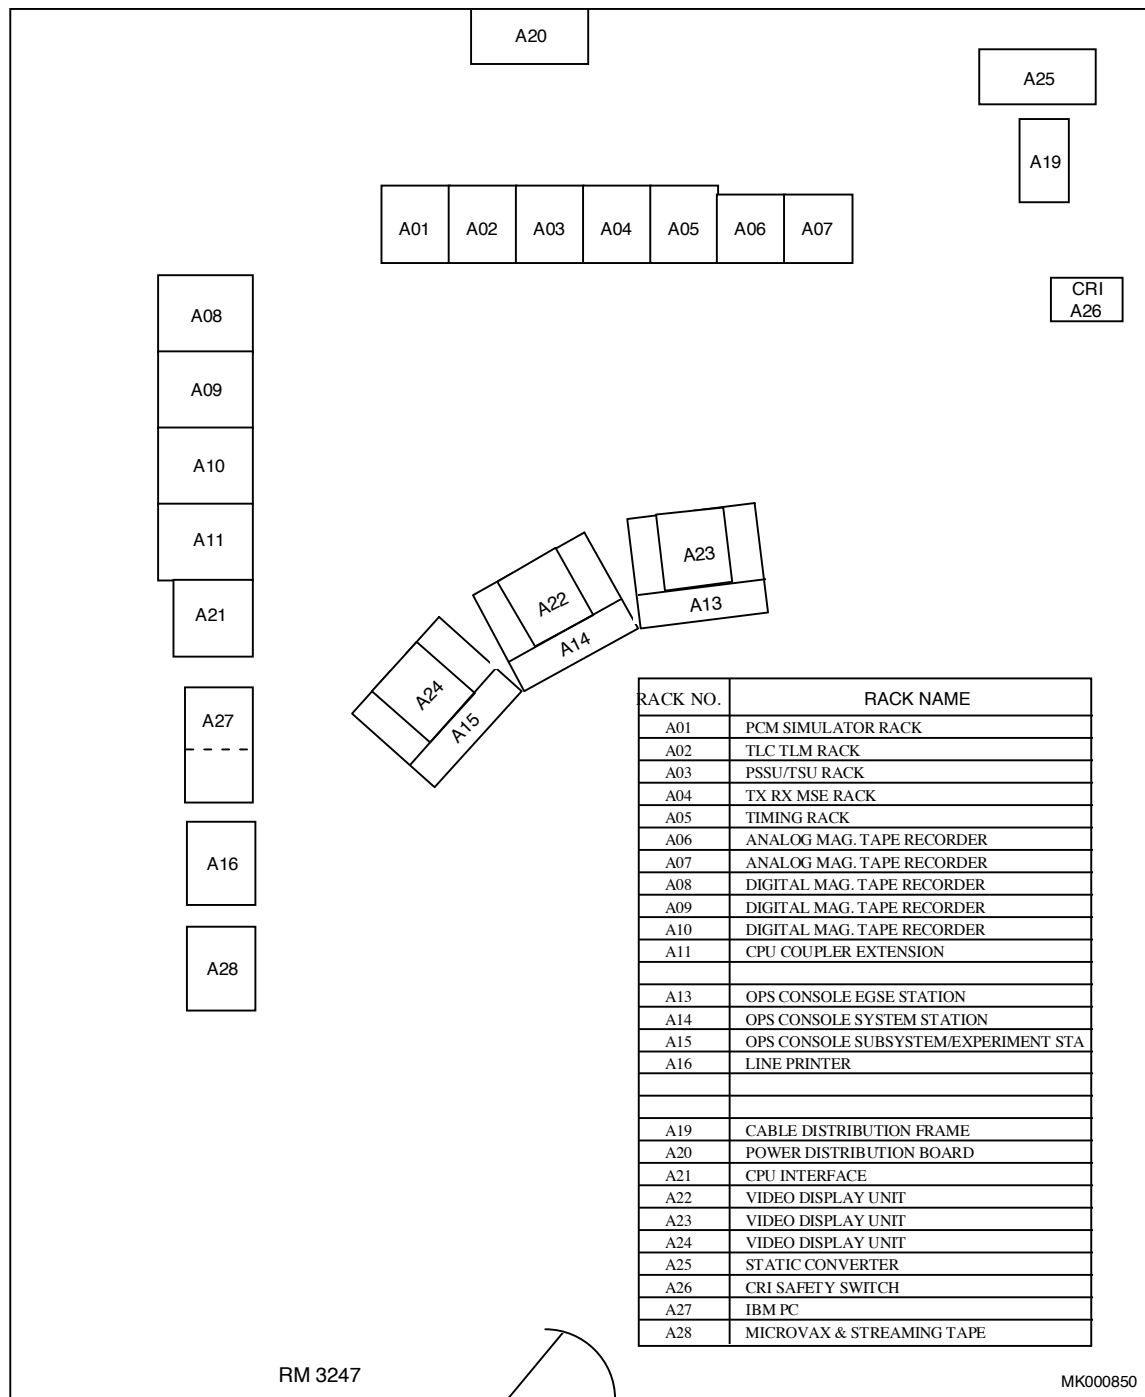 A20
A25
A19
A01 A02 A03 A04 A05 A06 A07
CRI
A26
A08
A09
A10
A11
A21
A23
A13
A22
A14
A24
A15
A27
A16
A28
RACK NO. RACK NAME
A01 PCM SIMULATOR RACK
A02 TLC TLM RACK
A03 PSSU/TSU RACK
A04 TX RX MSE RACK
A05 TIMING RACK
A06 ANALOG MAG. TAPE RECORDER
A07 ANALOG MAG. TAPE RECORDER
A08 DIGITAL MAG. TAPE RECORDER
A09 DIGITAL MAG. TAPE RECORDER
A10 DIGITAL MAG. TAPE RECORDER
A11 CPU COUPLER EXTENSION
A13 OPS CONSOLE EGSE STATION
A14 OPS CONSOLE SYSTEM STATION
A15 OPS CONSOLE SUBSYSTEM/EXPERIMENT STA
A16 LINE PRINTER
A19 CABLE DISTRIBUTION FRAME
A20 POWER DISTRIBUTION BOARD
A21 CPU INTERFACE
A22 VIDEO DISPLAY UNIT
A23 VIDEO DISPLAY UNIT
A24 VIDEO DISPLAY UNIT
A25 STATIC CONVERTER
A26 CRI SAFETY SWITCH
A27 IBM PC
A28 MICROVAX & STREAMING TAPE
RM 3247
MK000850